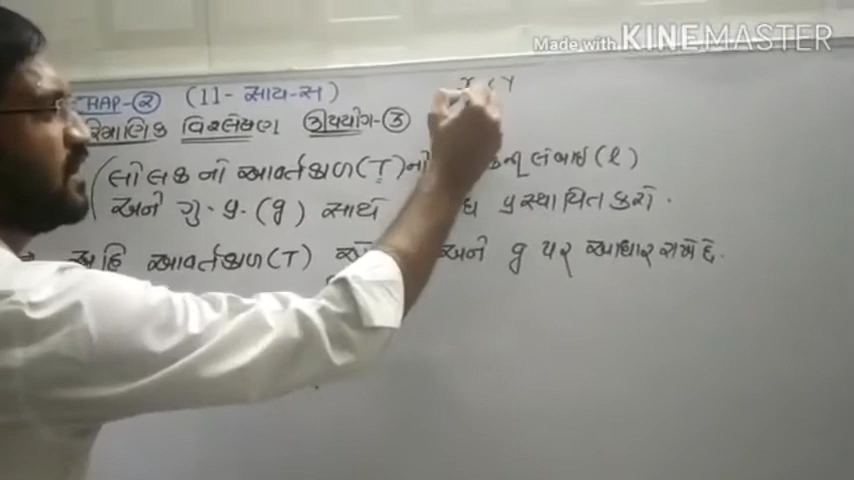 Made with KINEMASTER
CHAP-② (11- સાયન્સ)
વિશ્લેષણ ઉપયોગ-③
લોલકનો આવર્તકાળ (T) નો લંબાઈ (l)
અને ગુ.પ્ર. (g) સાથે પ્રસ્થાપિત કરો.
અહિ આવર્તકાળ (T) અને g પર આધાર રાખે છે.